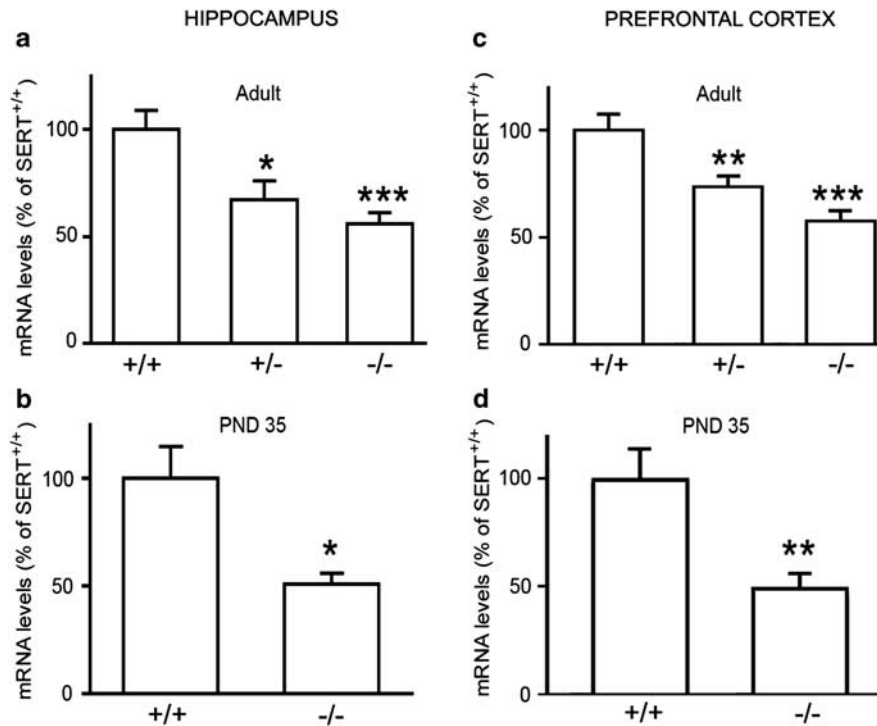 HIPPOCAMPUS
a
Adult
mRNA levels (% of SERT+/+)
100
50
0
*
***
+/+ +/- -/-
b
PND 35
mRNA levels (% of SERT+/+)
100
50
0
*
+/+ -/-
PREFRONTAL CORTEX
c
Adult
mRNA levels (% of SERT+/+)
100
50
0
**
***
+/+ +/- -/-
d
PND 35
mRNA levels (% of SERT+/+)
100
50
0
**
+/+ -/-